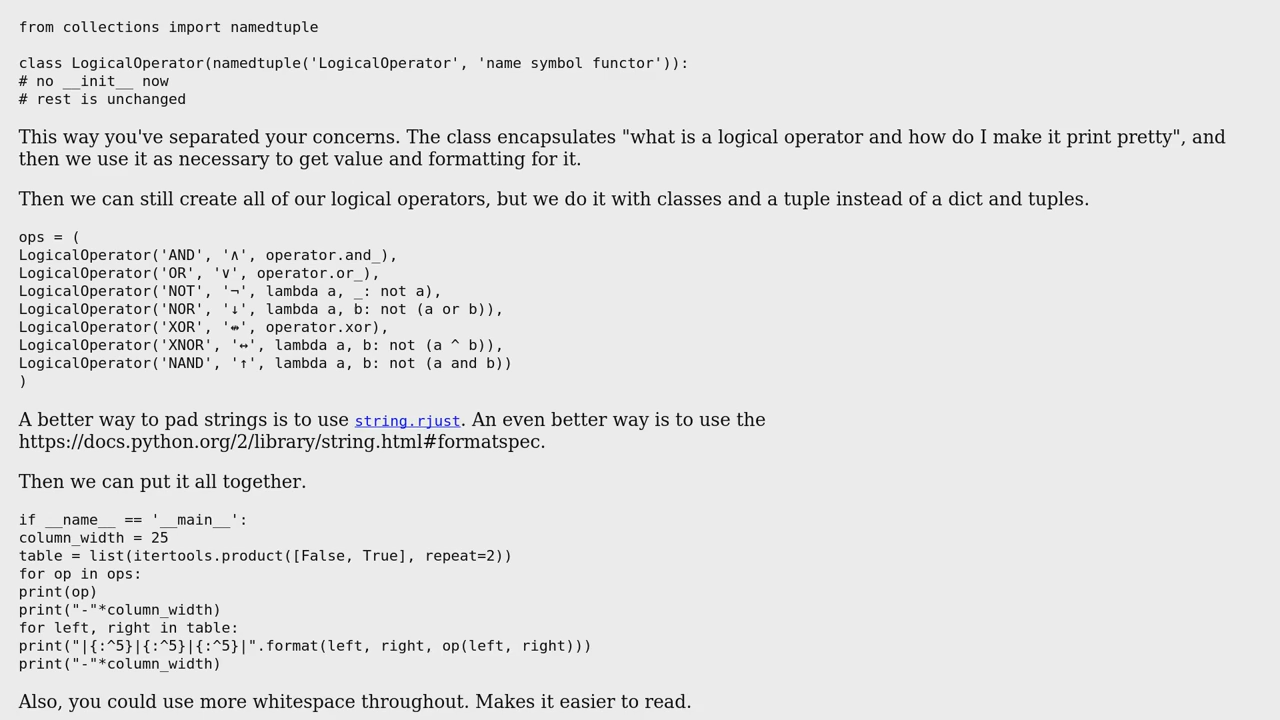 from collections import namedtuple
class LogicalOperator(namedtuple('LogicalOperator', 'name symbol functor')):
# no __init__ now
# rest is unchanged
This way you've separated your concerns. The class encapsulates "what is a logical operator and how do I make it print pretty", and
then we use it as necessary to get value and formatting for it.
Then we can still create all of our logical operators, but we do it with classes and a tuple instead of a dict and tuples.
ops = (
LogicalOperator('AND', '∧', operator.and_),
LogicalOperator('OR', '∨', operator.or_),
LogicalOperator('NOT', '¬', lambda a, _: not a),
LogicalOperator('NOR', '↓', lambda a, b: not (a or b)),
LogicalOperator('XOR', '↮', operator.xor),
LogicalOperator('XNOR', '↔', lambda a, b: not (a ^ b)),
LogicalOperator('NAND', '↑', lambda a, b: not (a and b))
)
A better way to pad strings is to use string.rjust. An even better way is to use the
https://docs.python.org/2/library/string.html#formatspec.
Then we can put it all together.
if __name__ == '__main__':
column_width = 25
table = list(itertools.product([False, True], repeat=2))
for op in ops:
print(op)
print("-"*column_width)
for left, right in table:
print("|{:^5}|{:^5}|{:^5}|".format(left, right, op(left, right)))
print("-"*column_width)
Also, you could use more whitespace throughout. Makes it easier to read.